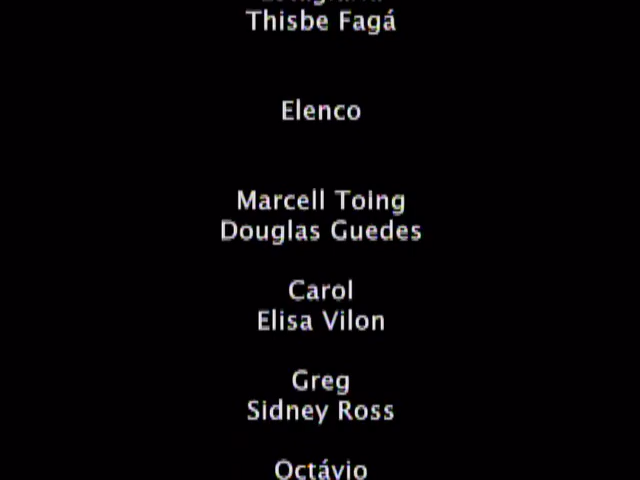 Thisbe Fagá
Elenco
Marcell Toing
Douglas Guedes
Carol
Elisa Vilon
Greg
Sidney Ross
Octávio